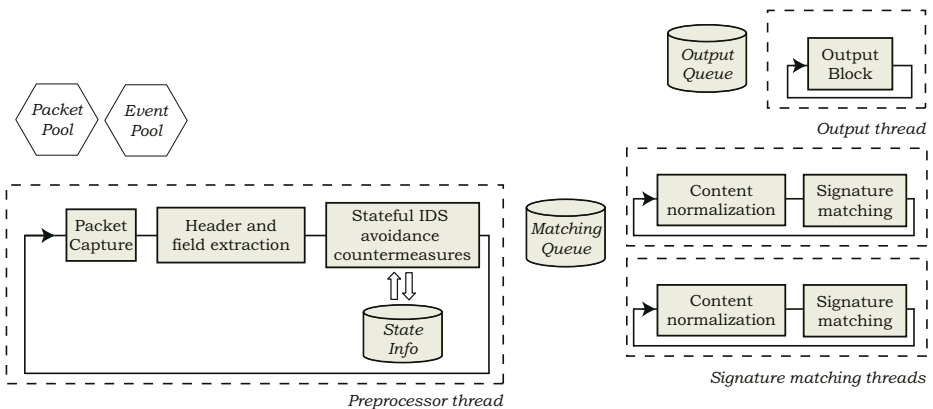 Output
Queue
Output
Block
Output thread
Packet
Pool
Event
Pool
Packet
Capture
Header and
field extraction
Stateful IDS
avoidance
countermeasures
State
Info
Preprocessor thread
Matching
Queue
Content
normalization
Signature
matching
Content
normalization
Signature
matching
Signature matching threads